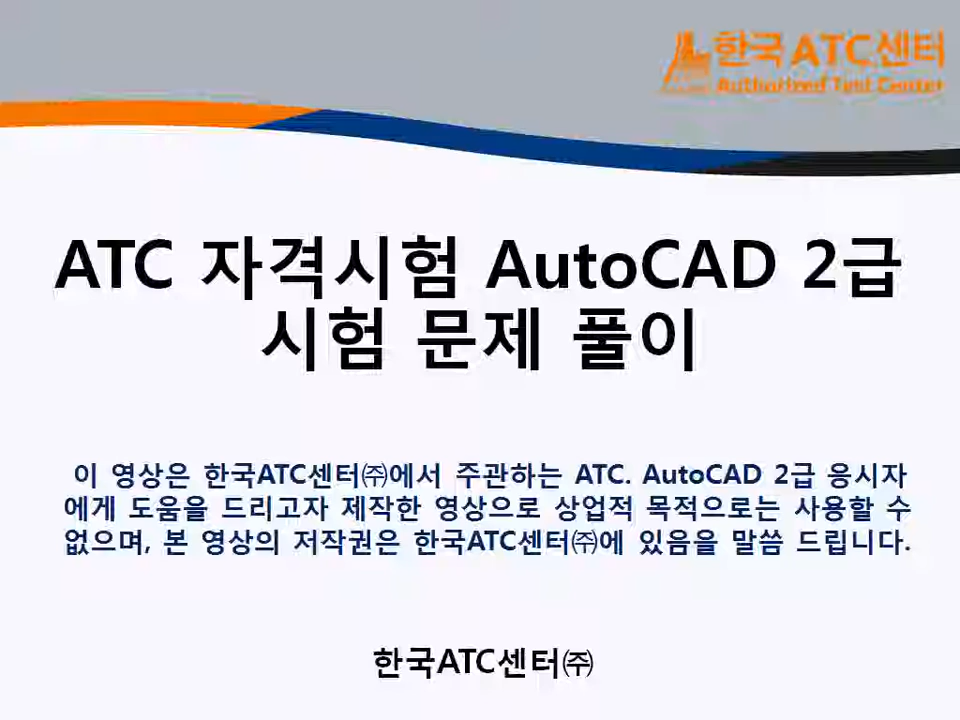 한국ATC센터
Authorized Test Center
ATC 자격시험 AutoCAD 2급
시험 문제 풀이
이 영상은 한국ATC센터㈜에서 주관하는 ATC. AutoCAD 2급 응시자
에게 도움을 드리고자 제작한 영상으로 상업적 목적으로는 사용할 수
없으며, 본 영상의 저작권은 한국ATC센터㈜에 있음을 말씀 드립니다.
한국ATC센터㈜